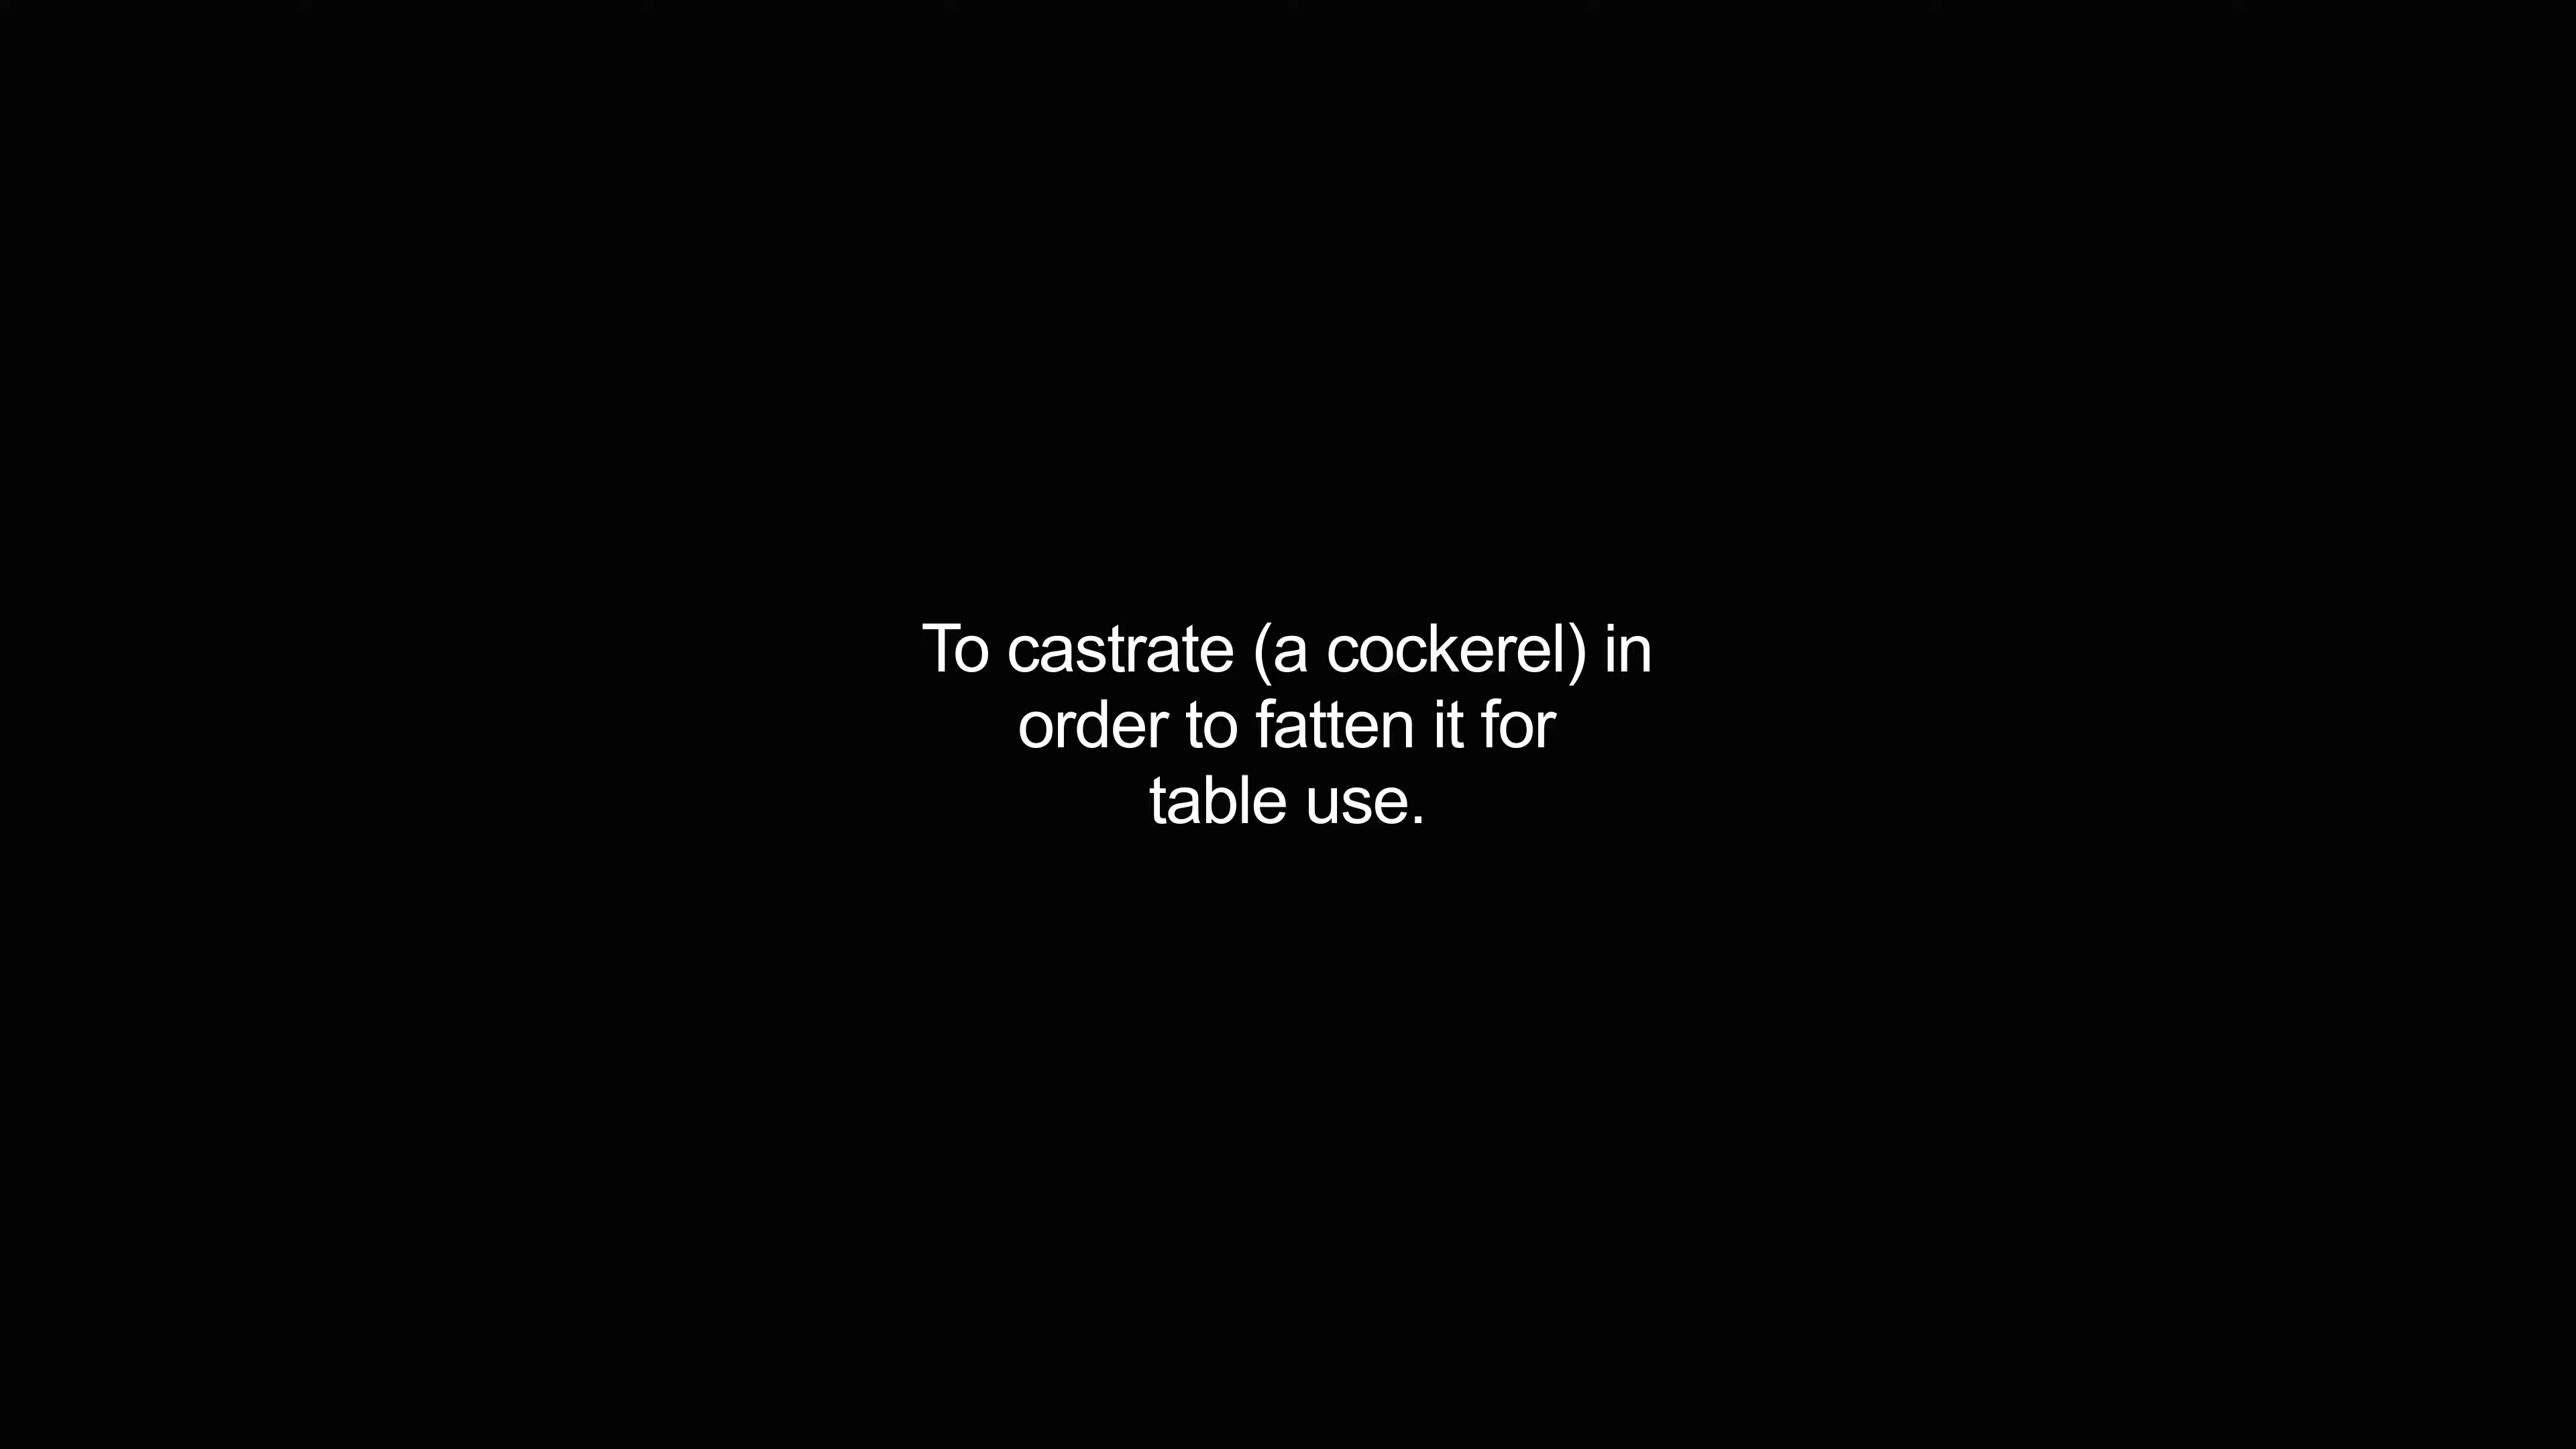 To castrate (a cockerel) in
order to fatten it for
table use.